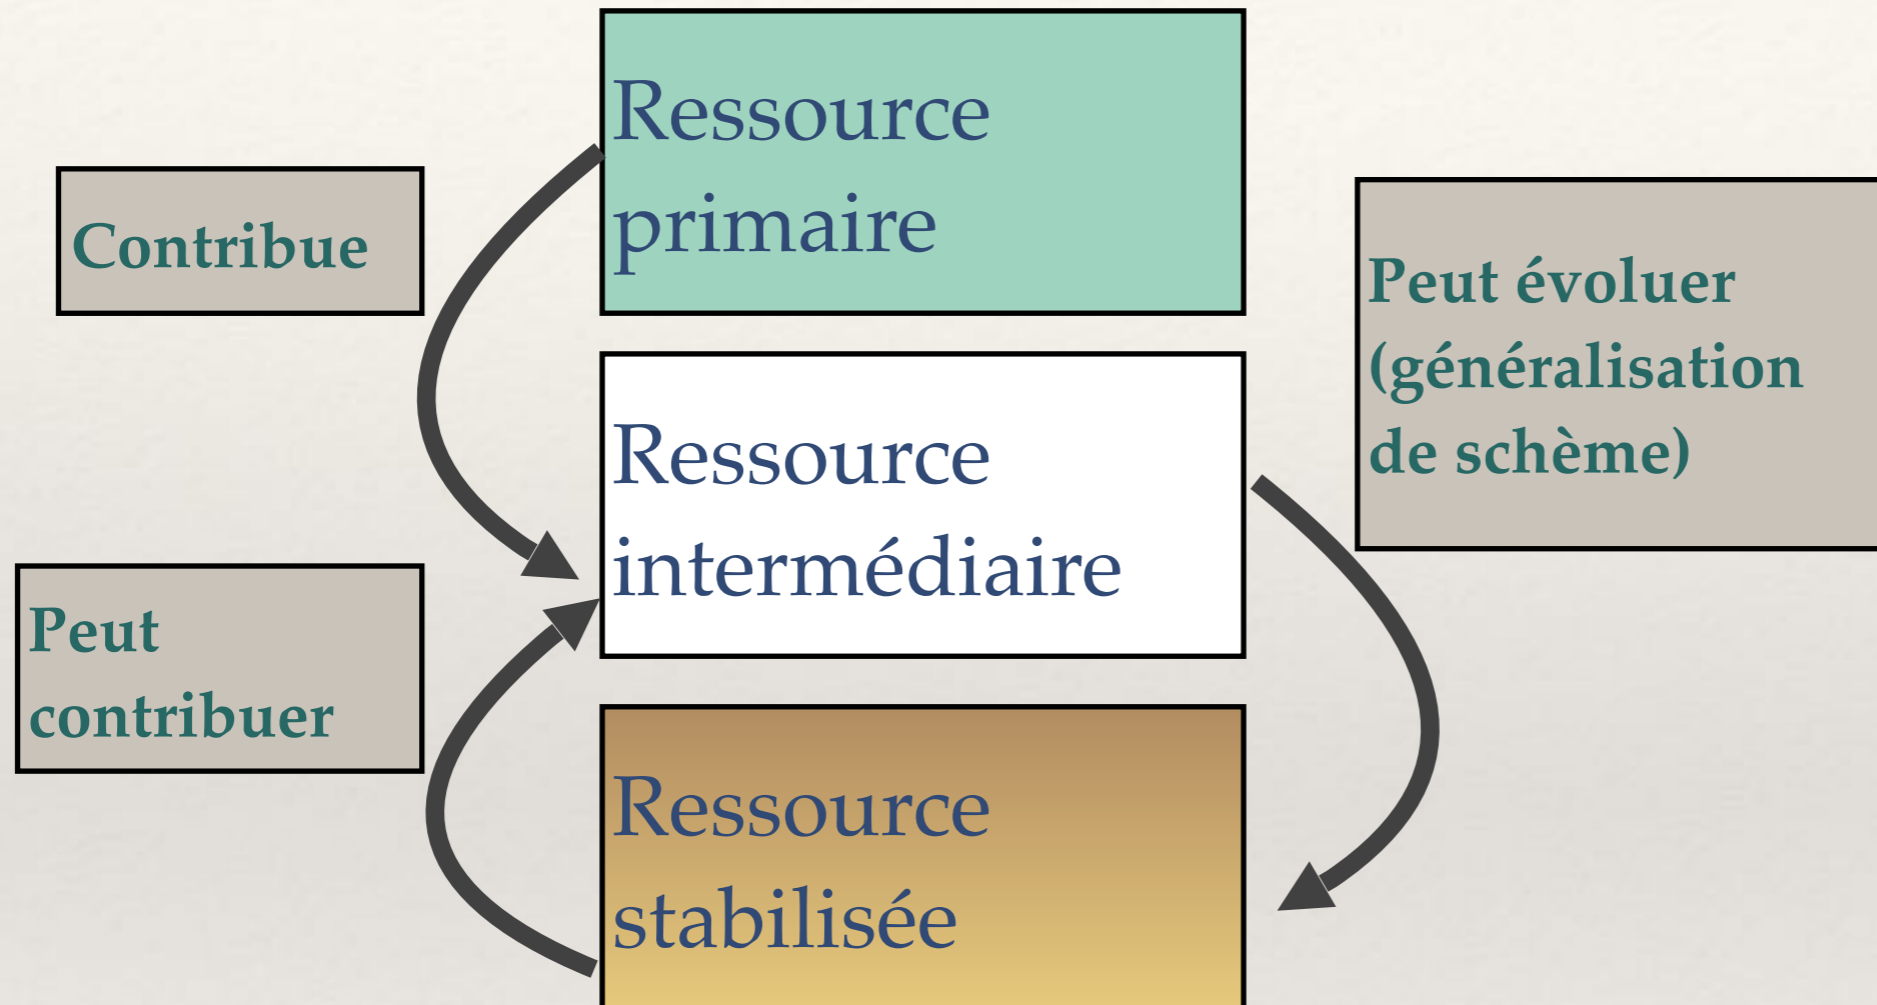 Ressource
primaire
Contribue
Peut évoluer
(généralisation
de schème)
Ressource
intermédiaire
Peut
contribuer
Ressource
stabilisée